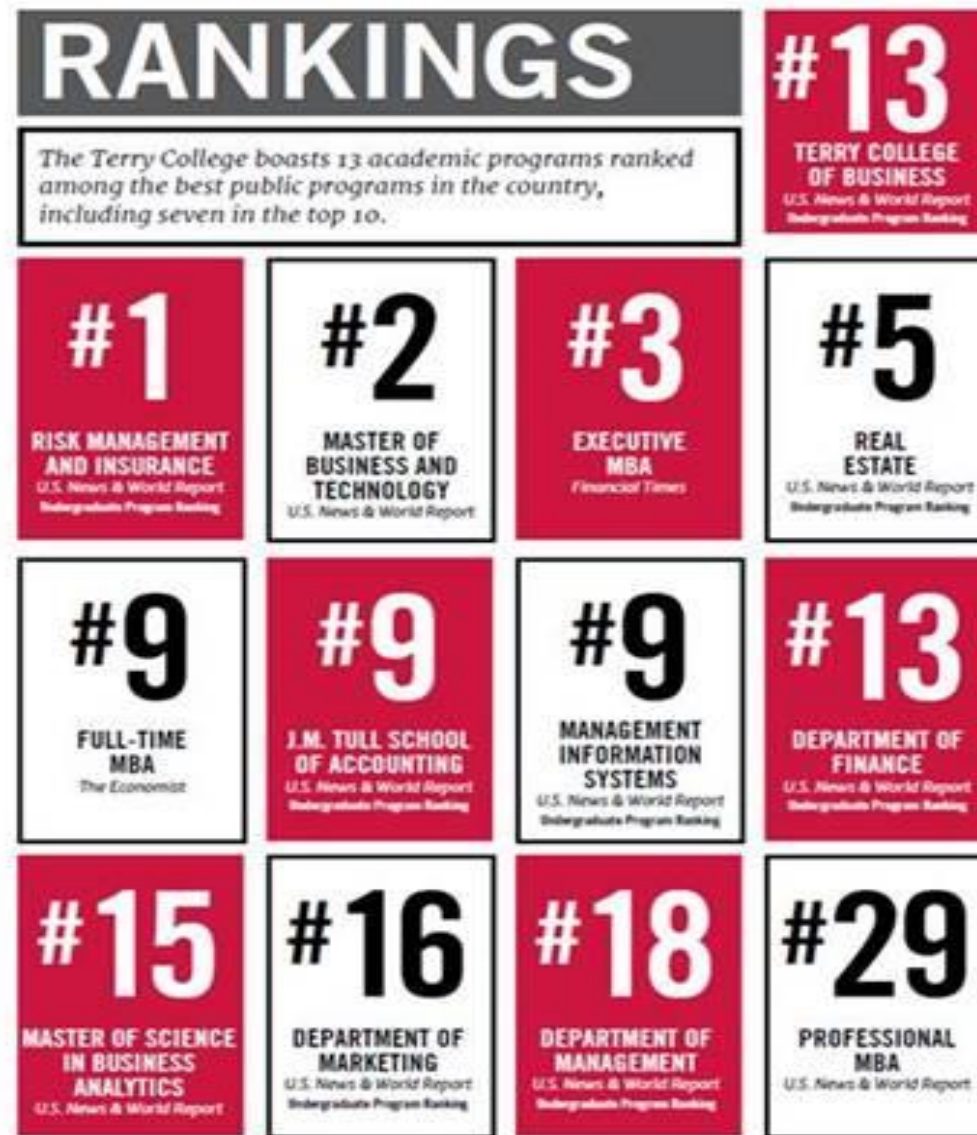 RANKINGS
The Terry College boasts 13 academic programs ranked
among the best public programs in the country,
including seven in the top 10.
#13
TERRY COLLEGE
OF BUSINESS
U.S. News & World Report
Undergraduate Program Ranking
#1
RISK MANAGEMENT
AND INSURANCE
U.S. News & World Report
Undergraduate Program Ranking
#2
MASTER OF
BUSINESS AND
TECHNOLOGY
U.S. News & World Report
#3
EXECUTIVE
MBA
Financial Times
#5
REAL
ESTATE
U.S. News & World Report
Undergraduate Program Ranking
#9
FULL-TIME
MBA
The Economist
#9
J.M. TULL SCHOOL
OF ACCOUNTING
U.S. News & World Report
Undergraduate Program Ranking
#9
MANAGEMENT
INFORMATION
SYSTEMS
U.S. News & World Report
Undergraduate Program Ranking
#13
DEPARTMENT OF
FINANCE
U.S. News & World Report
Undergraduate Program Ranking
#15
MASTER OF SCIENCE
IN BUSINESS
ANALYTICS
U.S. News & World Report
#16
DEPARTMENT OF
MARKETING
U.S. News & World Report
Undergraduate Program Ranking
#18
DEPARTMENT OF
MANAGEMENT
U.S. News & World Report
Undergraduate Program Ranking
#29
PROFESSIONAL
MBA
U.S. News & World Report